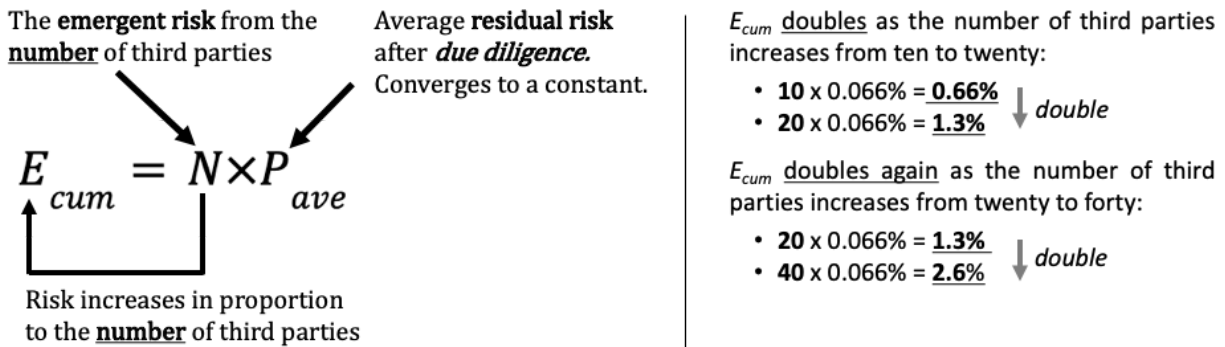 The emergent risk from the
number of third parties
Average residual risk
after due diligence.
Converges to a constant.
E cum = N×P ave
Risk increases in proportion
to the number of third parties
E cum doubles as the number of third parties
increases from ten to twenty:
• 10 x 0.066% = 0.66%
• 20 x 0.066% = 1.3%
double
E cum doubles again as the number of third
parties increases from twenty to forty:
• 20 x 0.066% = 1.3%
• 40 x 0.066% = 2.6%
double